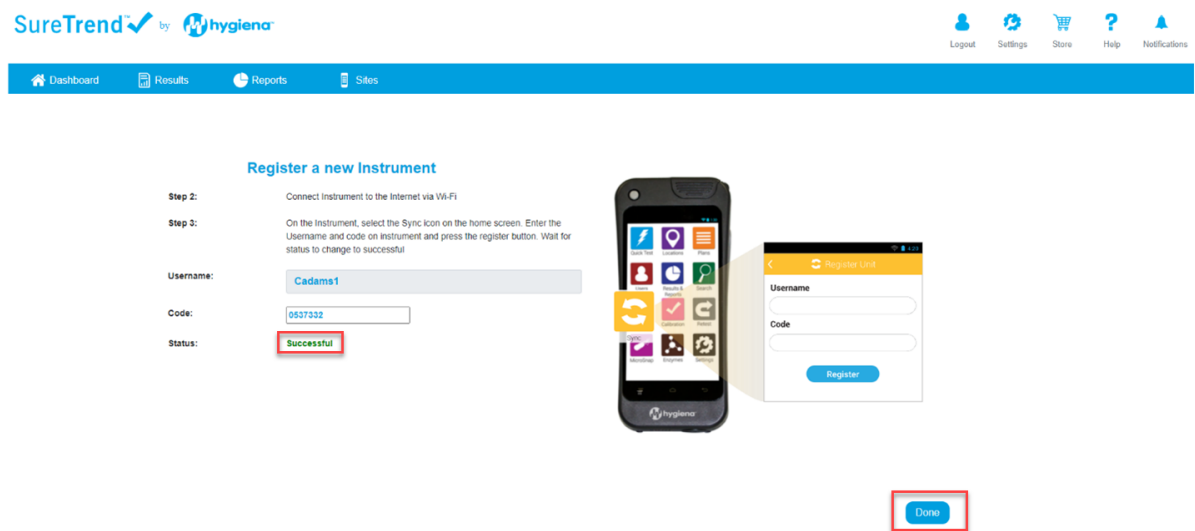 SureTrend™ by hygiena™
Logout Settings Store Help Notifications
Dashboard Results Reports Sites
Register a new Instrument
Step 2: Connect Instrument to the Internet via Wi-Fi
Step 3: On the Instrument, select the Sync icon on the home screen. Enter the
Username and code on instrument and press the register button. Wait for
status to change to successful
Username: Cadams1
Code: 0537332
Status: Successful
Quick Test Locations Plans
Users Results & Reports Search
Sync Calibration Retest
MicroSnap Enzymes Settings
hygiena
4:20
Register Unit
Username
Code
Register
Done